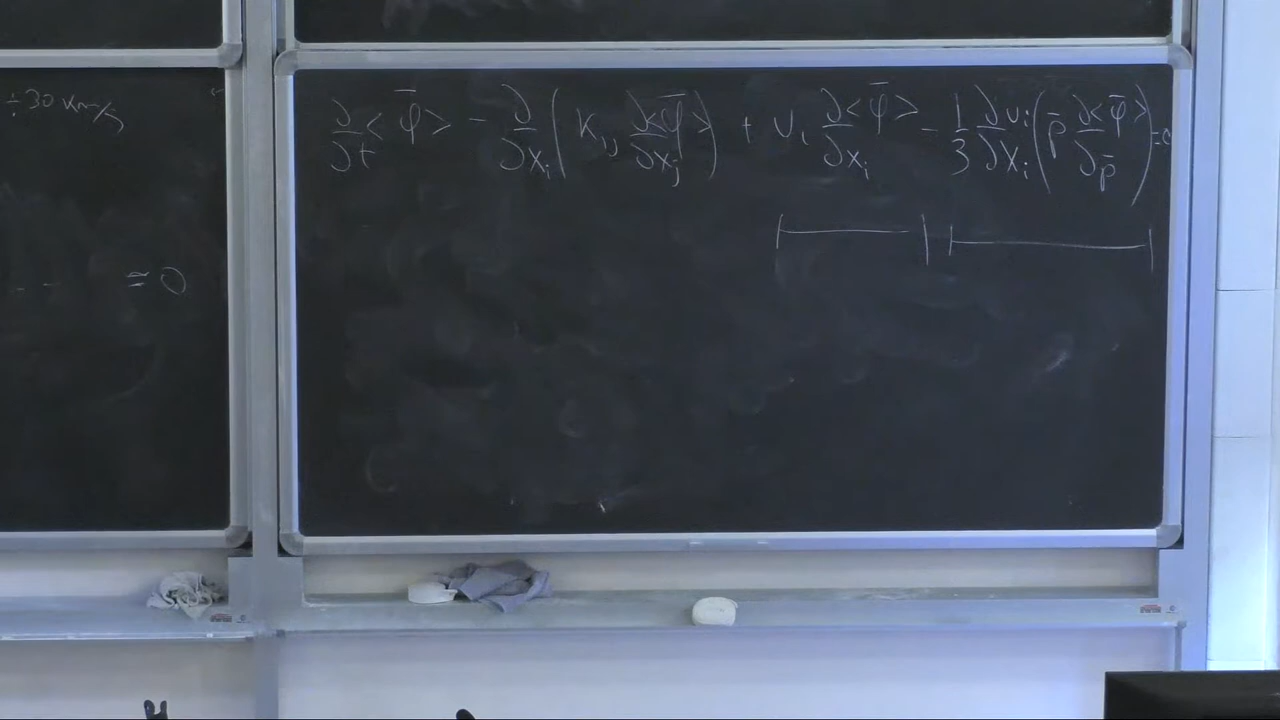 ÷30 km/s
≈ 0
∂/∂t <φ̄> - ∂/∂x_i ( K_ij ∂<φ̄>/∂x_j ) + U_i ∂<φ̄>/∂x_i - 1/3 ∂U_i/∂x_i ( p̄ ∂<φ̄>/∂p̄ ) = 0